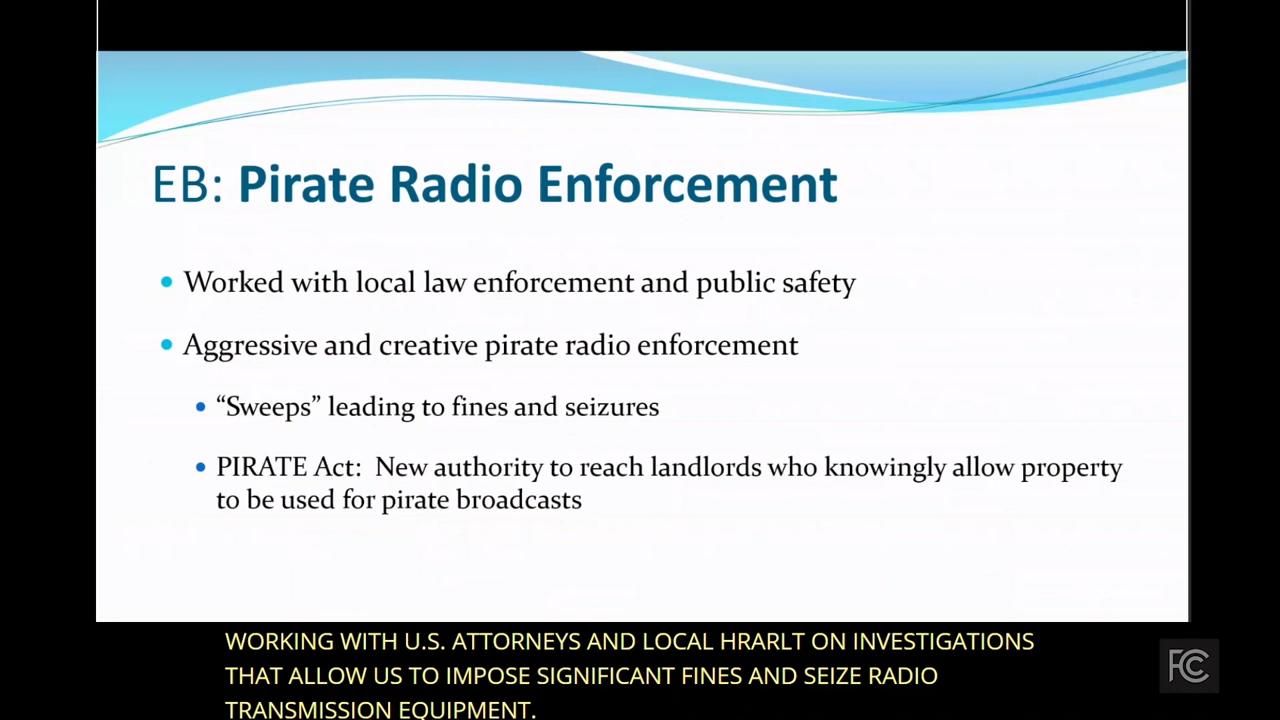 EB: Pirate Radio Enforcement
• Worked with local law enforcement and public safety
• Aggressive and creative pirate radio enforcement
• “Sweeps” leading to fines and seizures
• PIRATE Act:  New authority to reach landlords who knowingly allow property
to be used for pirate broadcasts
WORKING WITH U.S. ATTORNEYS AND LOCAL HRARLT ON INVESTIGATIONS
THAT ALLOW US TO IMPOSE SIGNIFICANT FINES AND SEIZE RADIO
TRANSMISSION EQUIPMENT.
FCC